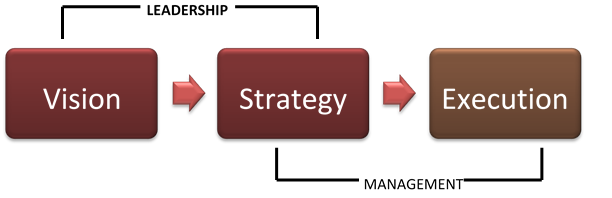 LEADERSHIP
Vision
Strategy
Execution
MANAGEMENT